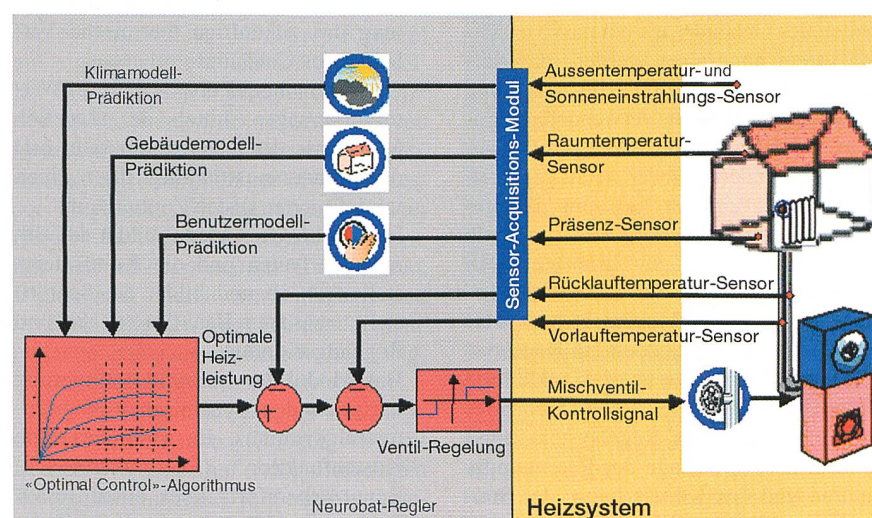 Klimamodell-
Prädiktion
Aussentemperatur- und
Sonneneinstrahlungs-Sensor
Gebäudemodell-
Prädiktion
Raumtemperatur-
Sensor
Benutzermodell-
Prädiktion
Präsenz-Sensor
Sensor-Acquisitions-Modul
Rücklauftemperatur-Sensor
Vorlauftemperatur-Sensor
Optimale
Heiz-
leistung
−
+
−
+
Ventil-Regelung
Mischventil-
Kontrollsignal
«Optimal Control»-Algorithmus
Neurobat-Regler
Heizsystem